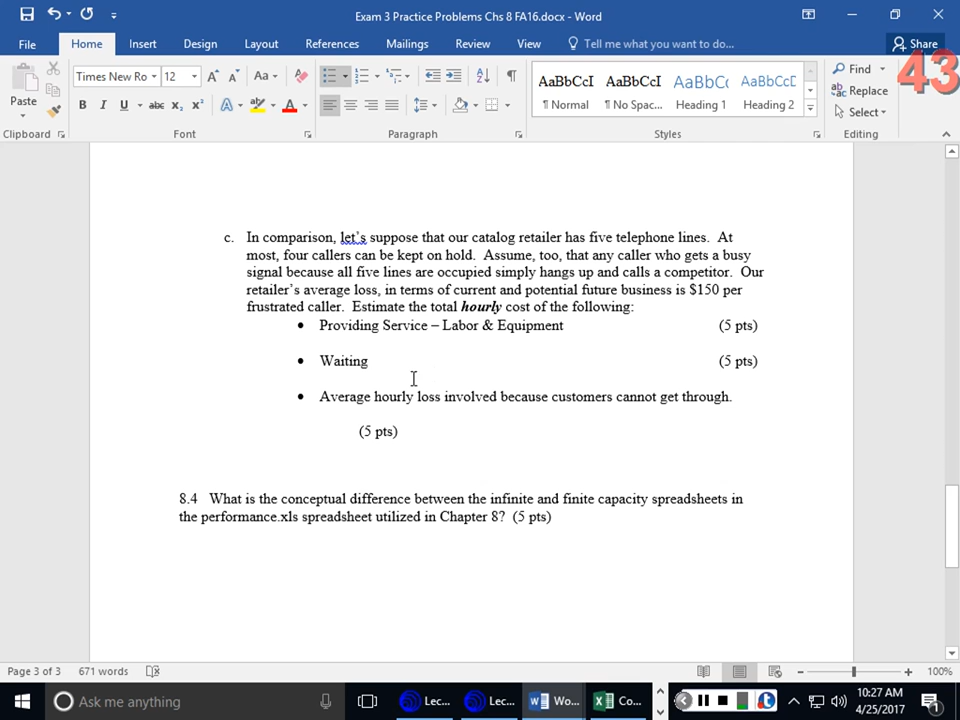 Exam 3 Practice Problems Chs 8 FA16.docx - Word
File Home Insert Design Layout References Mailings Review View Tell me what you want to do... Share
43
Times New Ro 12 Aa
Find
Replace
Select
Paste
B I U abc x₂ x² A A
AaBbCcI AaBbCcI AaBbCc AaBbCcD
¶ Normal ¶ No Spac... Heading 1 Heading 2
Clipboard Font Paragraph Styles Editing
c. In comparison, let's suppose that our catalog retailer has five telephone lines. At
most, four callers can be kept on hold. Assume, too, that any caller who gets a busy
signal because all five lines are occupied simply hangs up and calls a competitor. Our
retailer's average loss, in terms of current and potential future business is $150 per
frustrated caller. Estimate the total hourly cost of the following:
• Providing Service – Labor & Equipment (5 pts)
• Waiting (5 pts)
• Average hourly loss involved because customers cannot get through.
(5 pts)
8.4 What is the conceptual difference between the infinite and finite capacity spreadsheets in
the performance.xls spreadsheet utilized in Chapter 8? (5 pts)
Page 3 of 3 671 words 100%
Ask me anything Lec... Lec... Wo... Co... 10:27 AM
4/25/2017